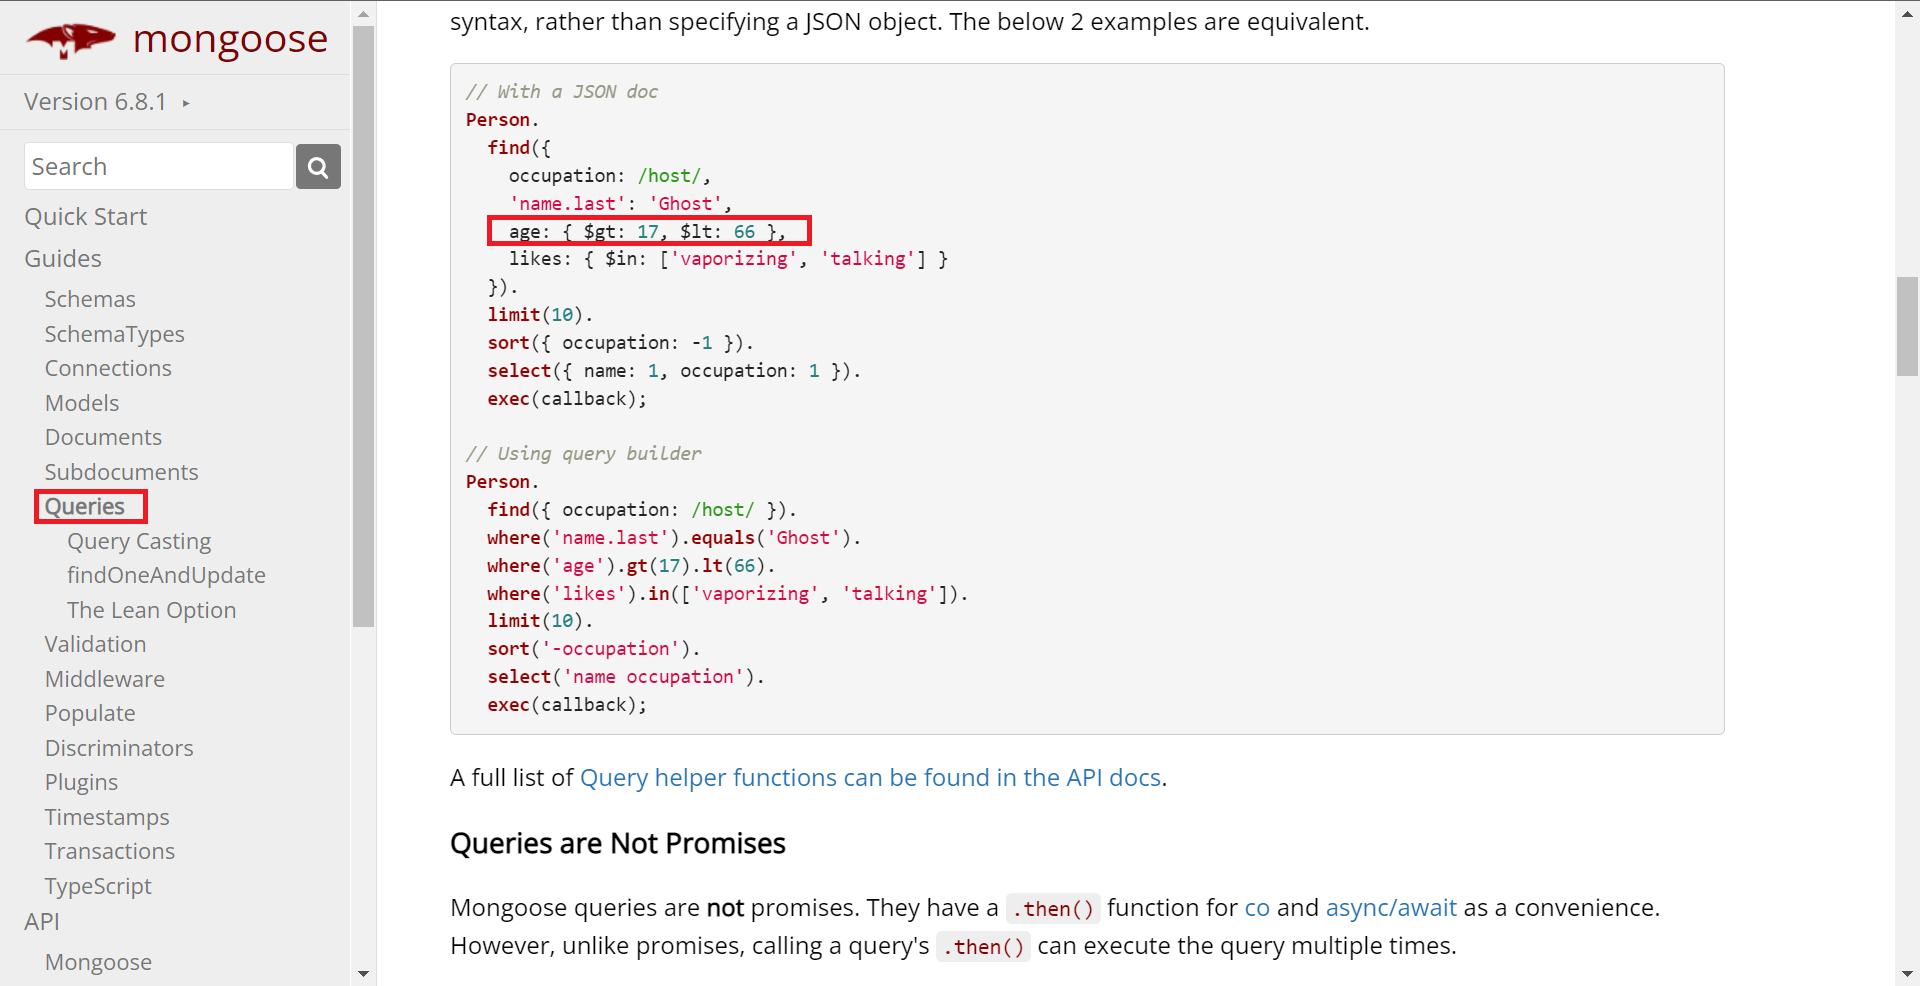 mongoose
Version 6.8.1 ▸
Search
Quick Start
Guides
Schemas
SchemaTypes
Connections
Models
Documents
Subdocuments
Queries
Query Casting
findOneAndUpdate
The Lean Option
Validation
Middleware
Populate
Discriminators
Plugins
Timestamps
Transactions
TypeScript
API
Mongoose
syntax, rather than specifying a JSON object. The below 2 examples are equivalent.
// With a JSON doc
Person.
  find({
    occupation: /host/,
    'name.last': 'Ghost',
    age: { $gt: 17, $lt: 66 },
    likes: { $in: ['vaporizing', 'talking'] }
  }).
  limit(10).
  sort({ occupation: -1 }).
  select({ name: 1, occupation: 1 }).
  exec(callback);
// Using query builder
Person.
  find({ occupation: /host/ }).
  where('name.last').equals('Ghost').
  where('age').gt(17).lt(66).
  where('likes').in(['vaporizing', 'talking']).
  limit(10).
  sort('-occupation').
  select('name occupation').
  exec(callback);
A full list of Query helper functions can be found in the API docs.
Queries are Not Promises
Mongoose queries are not promises. They have a .then() function for co and async/await as a convenience.
However, unlike promises, calling a query's .then() can execute the query multiple times.